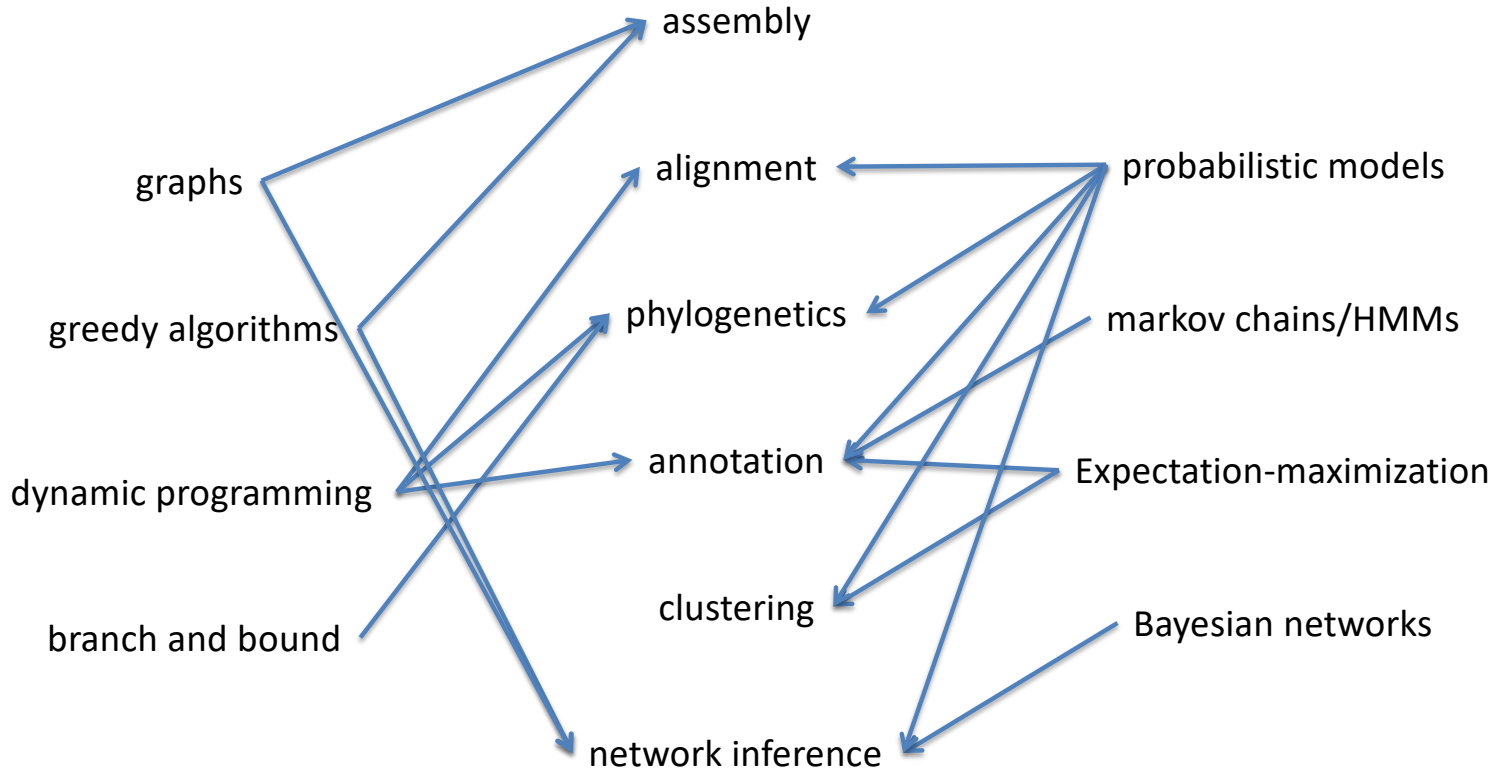 assembly
graphs
alignment
probabilistic models
greedy algorithms
phylogenetics
markov chains/HMMs
dynamic programming
annotation
Expectation-maximization
branch and bound
clustering
Bayesian networks
network inference